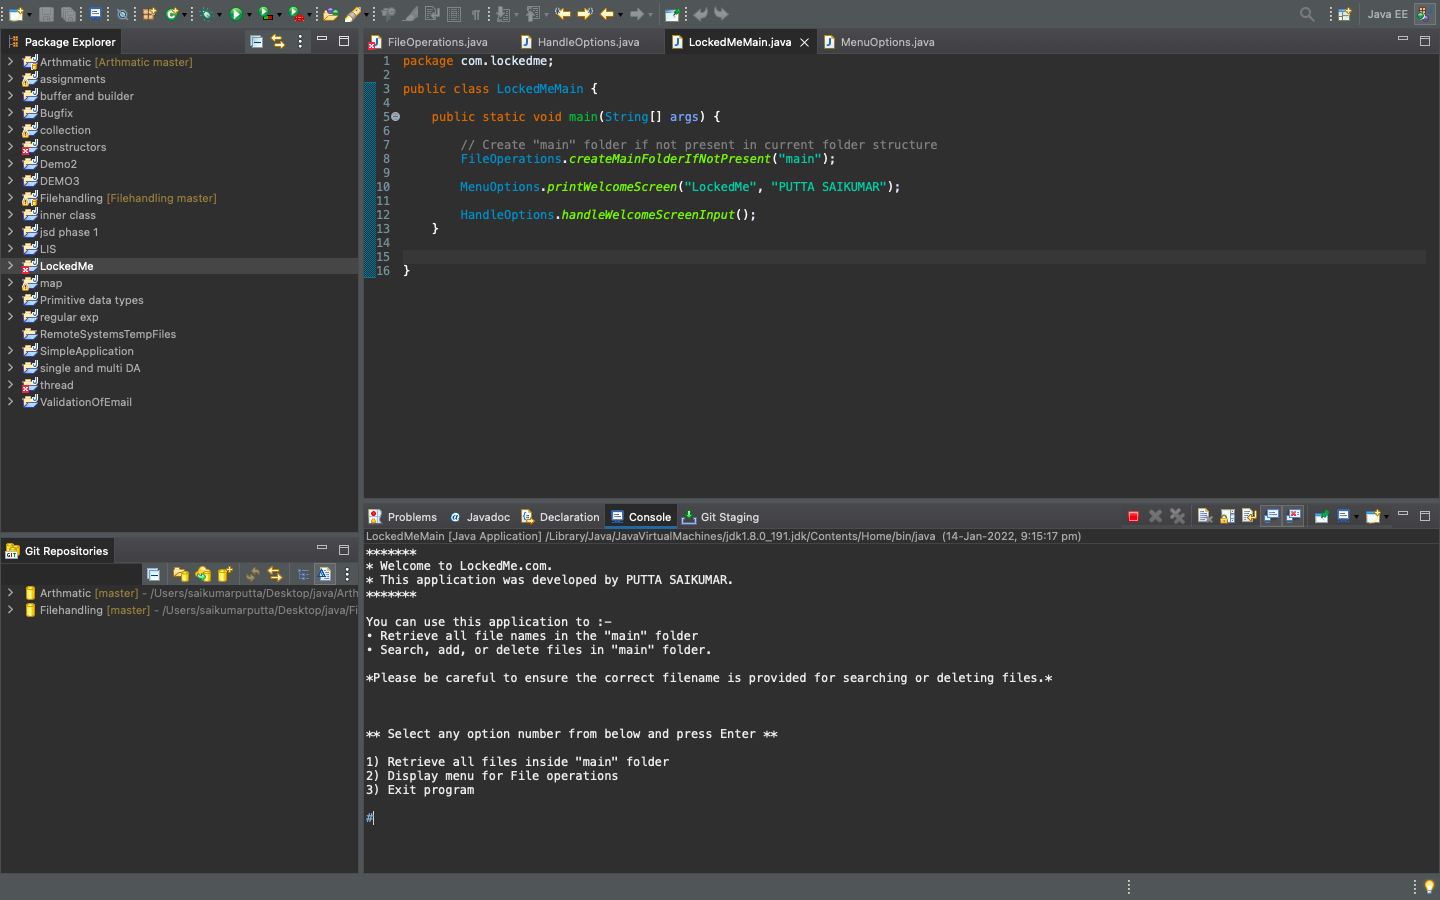 Java EE
Package Explorer
Arthmatic [Arthmatic master]
assignments
buffer and builder
Bugfix
collection
constructors
Demo2
DEMO3
Filehandling [Filehandling master]
inner class
jsd phase 1
LIS
LockedMe
map
Primitive data types
regular exp
RemoteSystemsTempFiles
SimpleApplication
single and multi DA
thread
ValidationOfEmail
Git Repositories
Arthmatic [master] - /Users/saikumarputta/Desktop/java/Arth
Filehandling [master] - /Users/saikumarputta/Desktop/java/Fi
FileOperations.java HandleOptions.java LockedMeMain.java MenuOptions.java
1 package com.lockedme;
2
3 public class LockedMeMain {
4
5 public static void main(String[] args) {
6
7 // Create "main" folder if not present in current folder structure
8 FileOperations.createMainFolderIfNotPresent("main");
9
10 MenuOptions.printWelcomeScreen("LockedMe", "PUTTA SAIKUMAR");
11
12 HandleOptions.handleWelcomeScreenInput();
13 }
14
15
16 }
Problems @ Javadoc Declaration Console Git Staging
LockedMeMain [Java Application] /Library/Java/JavaVirtualMachines/jdk1.8.0_191.jdk/Contents/Home/bin/java (14-Jan-2022, 9:15:17 pm)
*******
* Welcome to LockedMe.com.
* This application was developed by PUTTA SAIKUMAR.
*******
You can use this application to :-
• Retrieve all file names in the "main" folder
• Search, add, or delete files in "main" folder.
*Please be careful to ensure the correct filename is provided for searching or deleting files.*
** Select any option number from below and press Enter **
1) Retrieve all files inside "main" folder
2) Display menu for File operations
3) Exit program
#